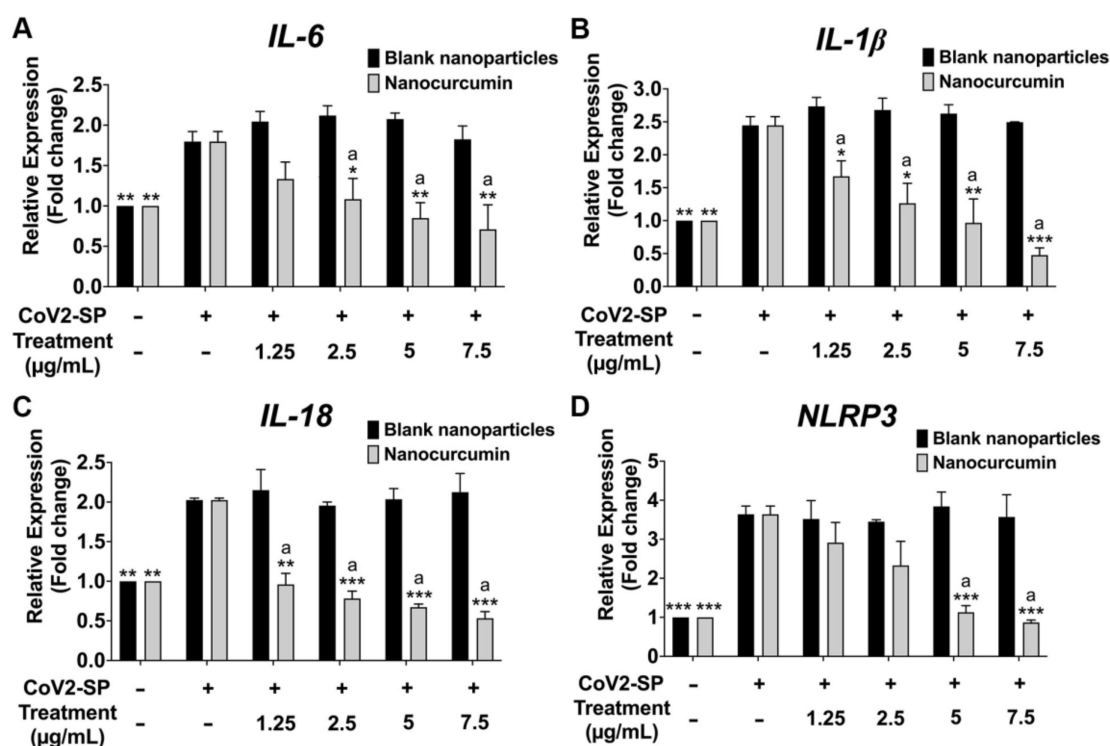 A
IL-6
Blank nanoparticles
Nanocurcumin
Relative Expression
(Fold change)
2.5
2.0
1.5
1.0
0.5
0.0
** **
a
*
a
**
a
**
CoV2-SP - + + + + +
Treatment
(µg/mL) - - 1.25 2.5 5 7.5
B
IL-1β
Blank nanoparticles
Nanocurcumin
Relative Expression
(Fold change)
3.0
2.5
2.0
1.5
1.0
0.5
0.0
** **
a
*
a
*
a
**
a
***
CoV2-SP - + + + + +
Treatment
(µg/mL) - - 1.25 2.5 5 7.5
C
IL-18
Blank nanoparticles
Nanocurcumin
Relative Expression
(Fold change)
2.5
2.0
1.5
1.0
0.5
0.0
** **
a
**
a
***
a
***
a
***
CoV2-SP - + + + + +
Treatment
(µg/mL) - - 1.25 2.5 5 7.5
D
NLRP3
Blank nanoparticles
Nanocurcumin
Relative Expression
(Fold change)
5
4
3
2
1
0
*** ***
a
***
a
***
CoV2-SP - + + + + +
Treatment
(µg/mL) - - 1.25 2.5 5 7.5